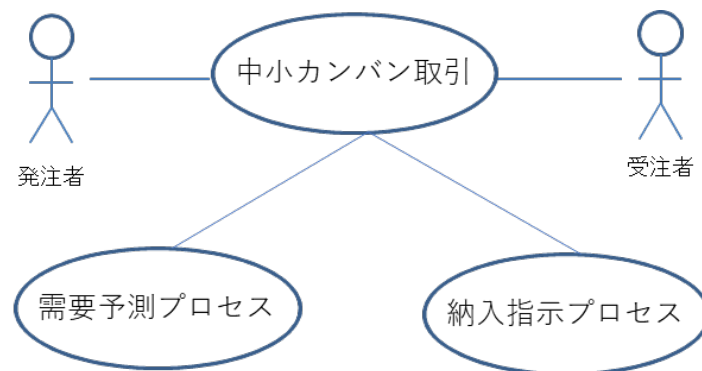 中小カンバン取引
発注者
受注者
需要予測プロセス
納入指示プロセス